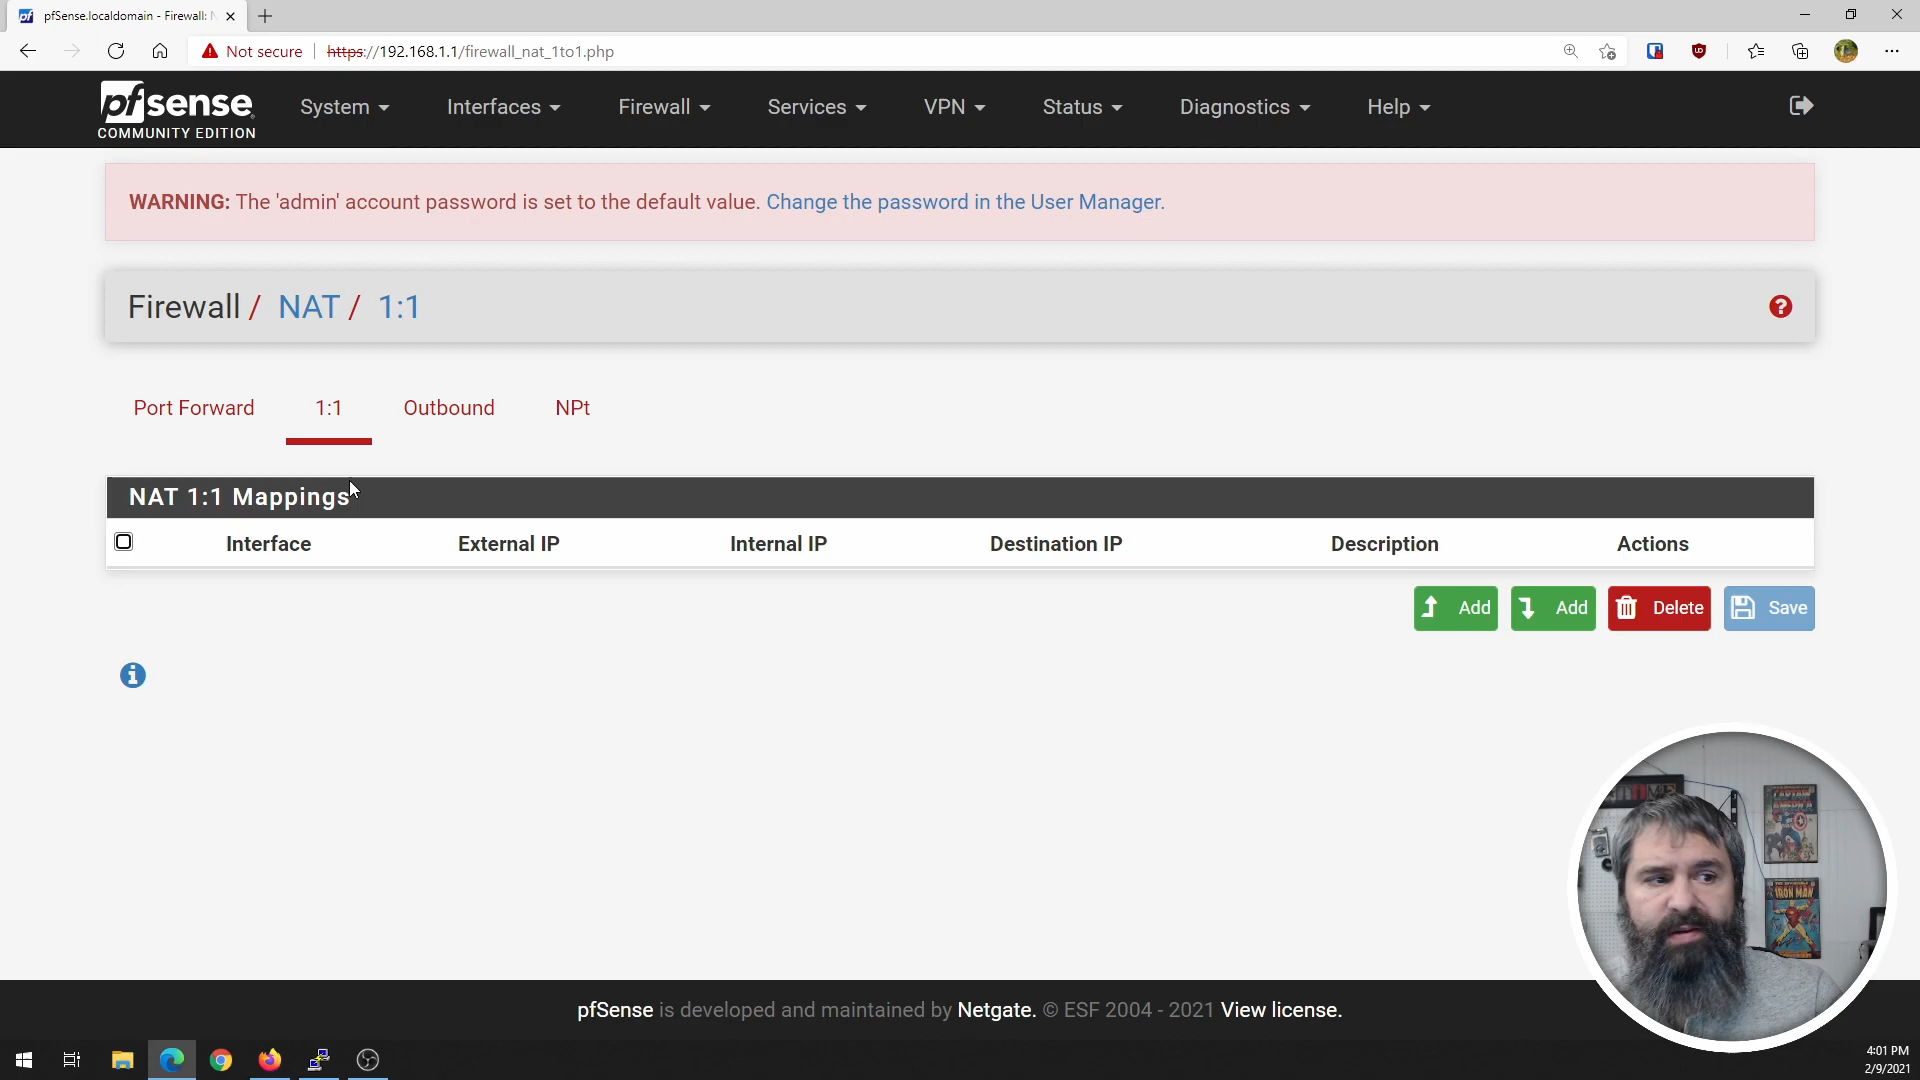 pfSense.localdomain - Firewall: N
Not secure
https://192.168.1.1/firewall_nat_1to1.php
pfsense
COMMUNITY EDITION
System
Interfaces
Firewall
Services
VPN
Status
Diagnostics
Help
WARNING: The 'admin' account password is set to the default value. Change the password in the User Manager.
Firewall / NAT / 1:1
Port Forward
1:1
Outbound
NPt
NAT 1:1 Mappings
Interface
External IP
Internal IP
Destination IP
Description
Actions
Add
Add
Delete
Save
CAPTAIN AMERICA
IRON MAN
pfSense is developed and maintained by Netgate. © ESF 2004 - 2021 View license.
4:01 PM
2/9/2021